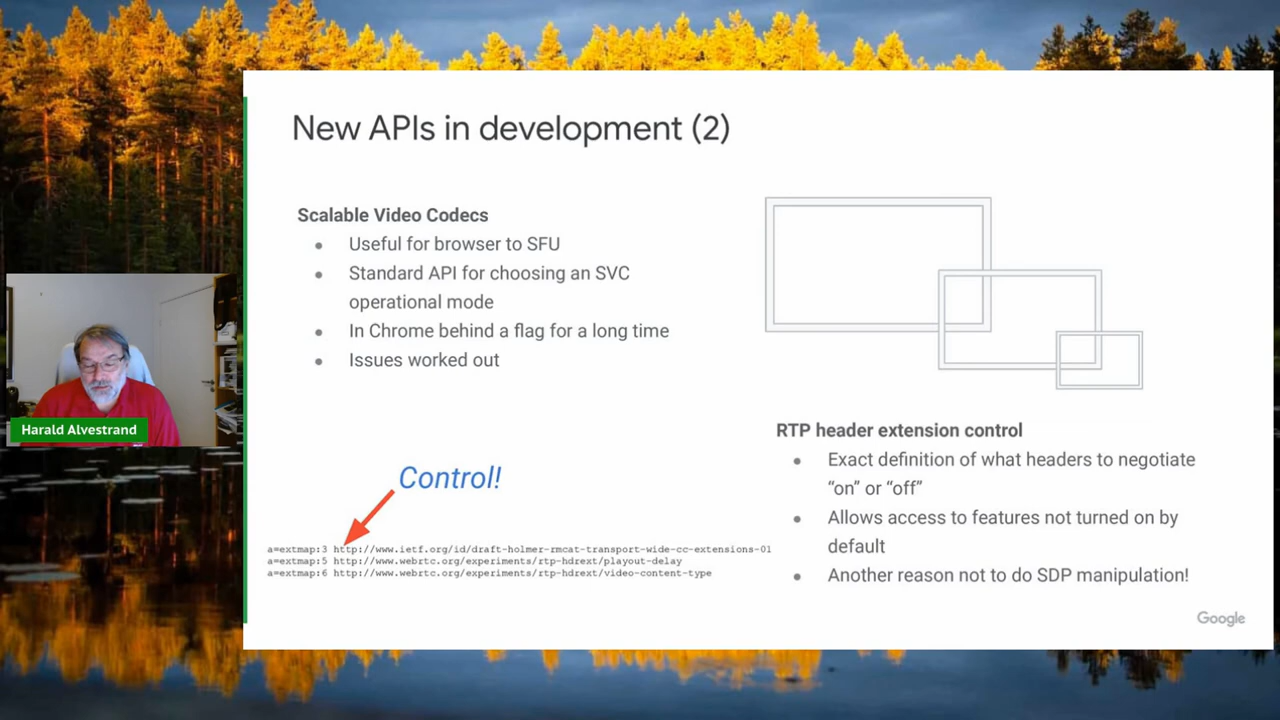 New APIs in development (2)
Scalable Video Codecs
● Useful for browser to SFU
● Standard API for choosing an SVC
operational mode
● In Chrome behind a flag for a long time
● Issues worked out
Harald Alvestrand
Control!
a=extmap:3 http://www.ietf.org/id/draft-holmer-rmcat-transport-wide-cc-extensions-01
a=extmap:5 http://www.webrtc.org/experiments/rtp-hdrext/playout-delay
a=extmap:6 http://www.webrtc.org/experiments/rtp-hdrext/video-content-type
RTP header extension control
● Exact definition of what headers to negotiate
“on” or “off”
● Allows access to features not turned on by
default
● Another reason not to do SDP manipulation!
Google